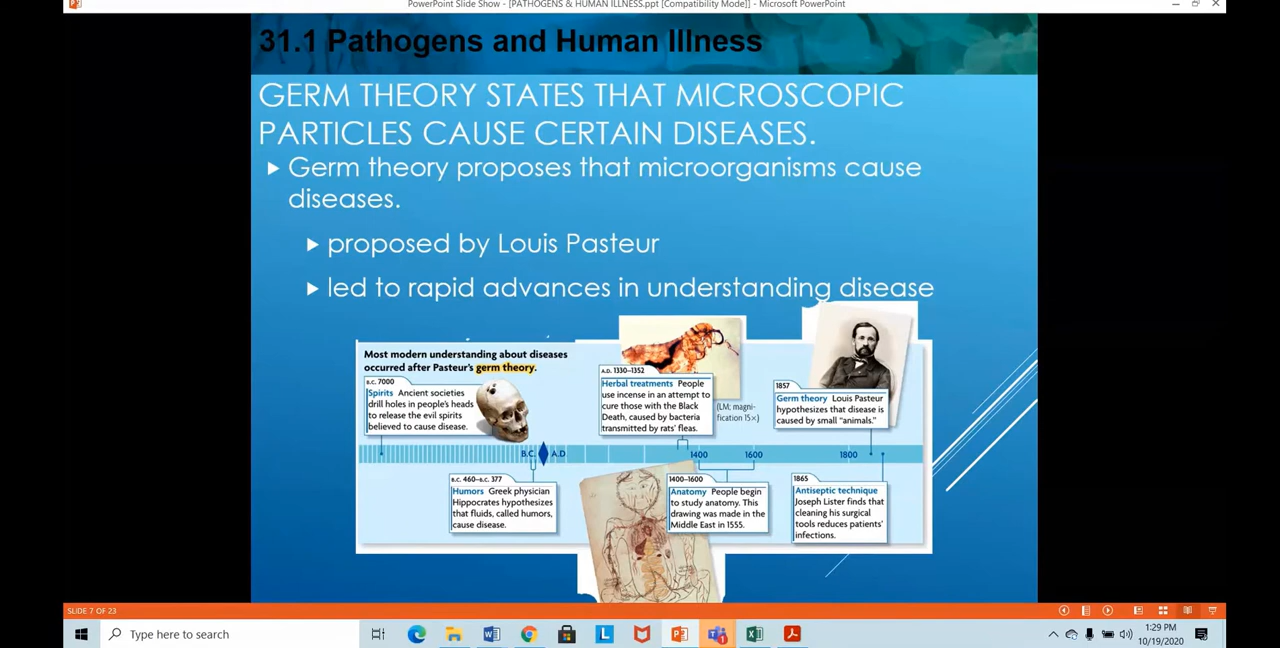 PowerPoint Slide Show - [PATHOGENS & HUMAN ILLNESS.ppt [Compatibility Mode]] - Microsoft PowerPoint
31.1 Pathogens and Human Illness
GERM THEORY STATES THAT MICROSCOPIC
PARTICLES CAUSE CERTAIN DISEASES.
Germ theory proposes that microorganisms cause
diseases.
proposed by Louis Pasteur
led to rapid advances in understanding disease
Most modern understanding about diseases
occurred after Pasteur's germ theory.
B.C. 7000
Spirits Ancient societies
drill holes in people's heads
to release the evil spirits
believed to cause disease.
A.D. 1330–1352
Herbal treatments People
use incense in an attempt to
cure those with the Black
Death, caused by bacteria
transmitted by rats' fleas.
(LM; magni-
fication 15×)
1857
Germ theory Louis Pasteur
hypothesizes that disease is
caused by small "animals."
B.C. A.D 1400 1600 1800
B.C. 460–B.C. 377
Humors Greek physician
Hippocrates hypothesizes
that fluids, called humors,
cause disease.
1400–1600
Anatomy People begin
to study anatomy. This
drawing was made in the
Middle East in 1555.
1865
Antiseptic technique
Joseph Lister finds that
cleaning his surgical
tools reduces patients'
infections.
SLIDE 7 OF 23
Type here to search
1:29 PM
10/19/2020